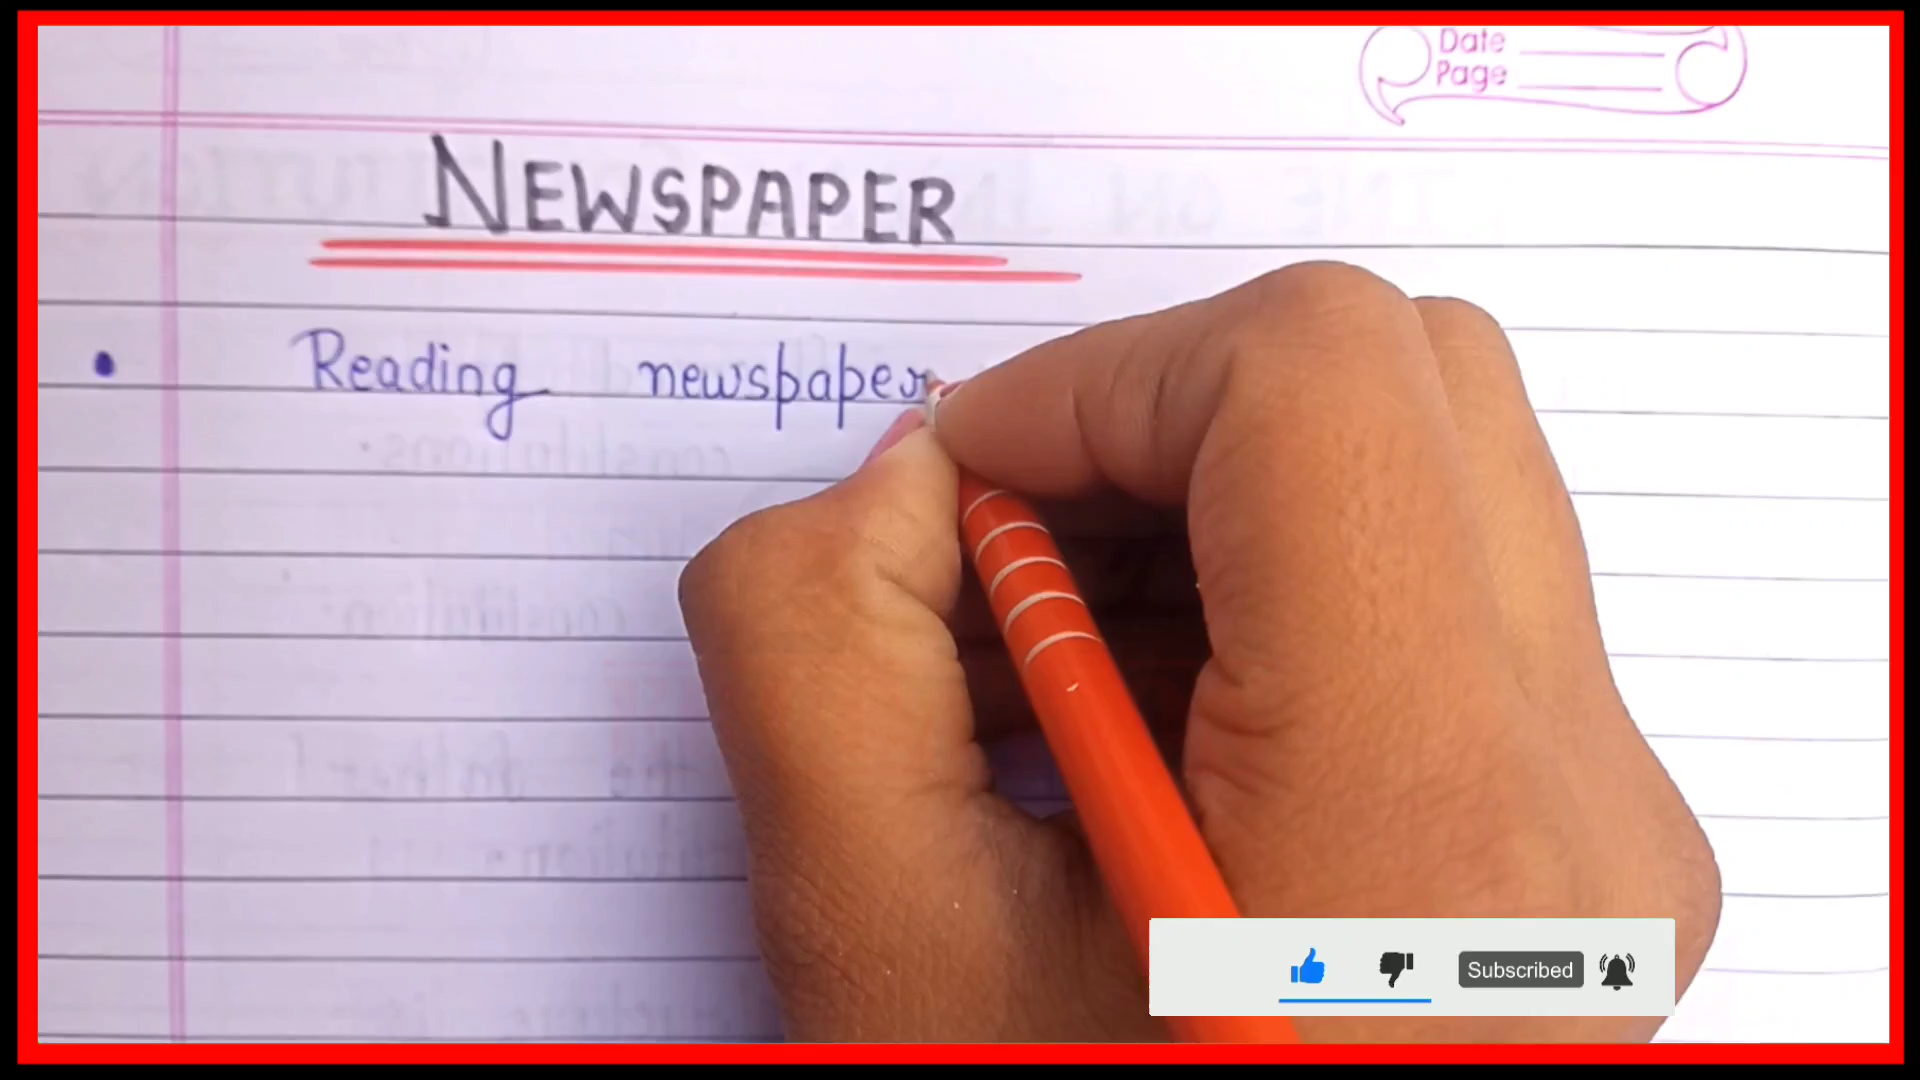 Date
Page
NEWSPAPER
• Reading newspaper
Subscribed